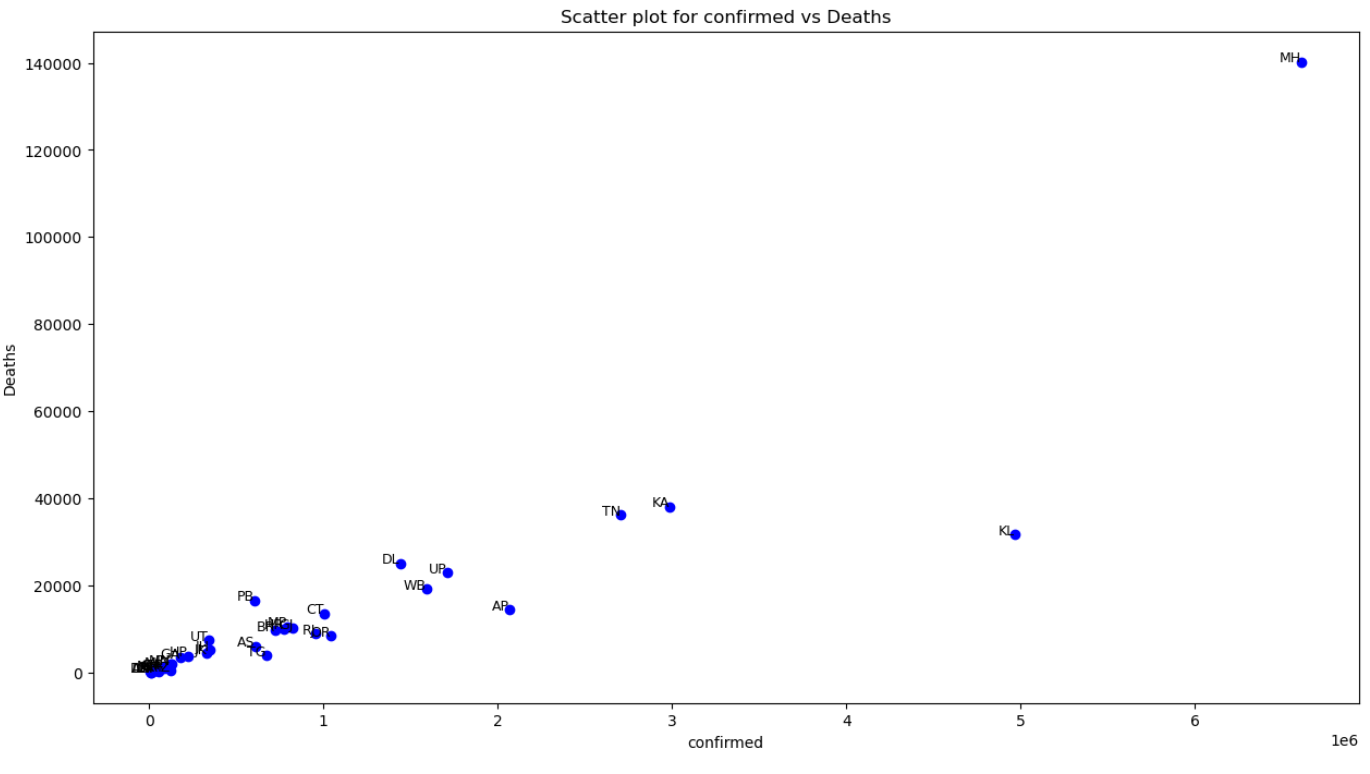 Scatter plot for confirmed vs Deaths
140000
120000
100000
80000
60000
40000
20000
0
Deaths
MH
KA
TN
KL
DL
UP
WB
PB
AP
CT
AS
TG
RJ
OR
UT
0 1 2 3 4 5 6
1e6
confirmed